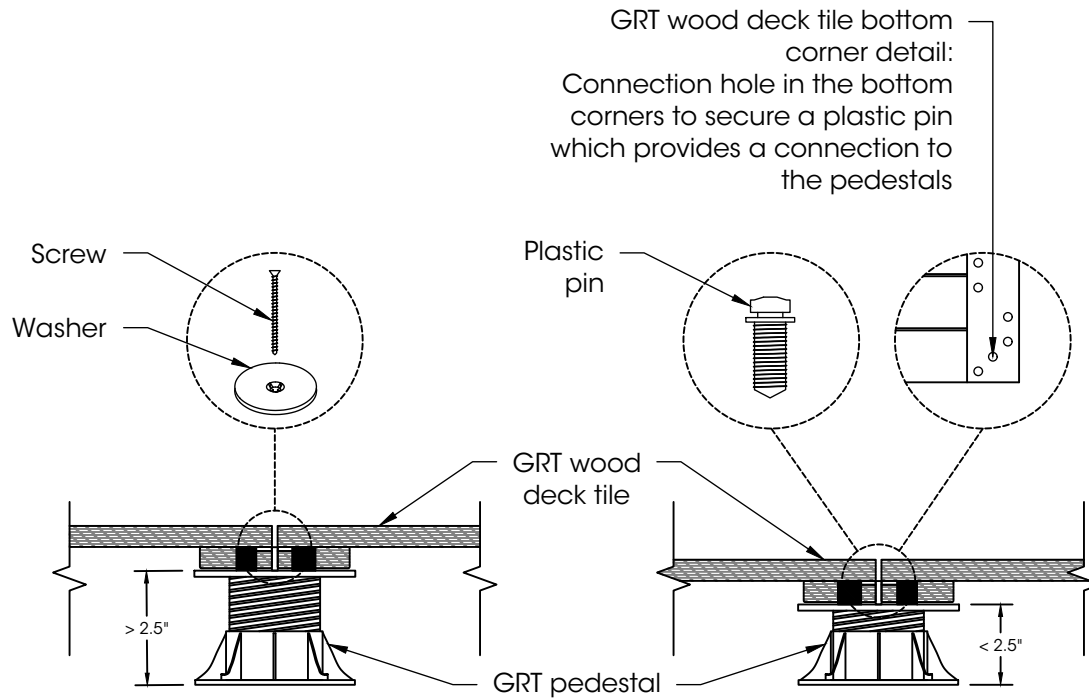 GRT wood deck tile bottom
corner detail:
Connection hole in the bottom
corners to secure a plastic pin
which provides a connection to
the pedestals
Screw
Washer
Plastic
pin
GRT wood
deck tile
> 2.5"
< 2.5"
GRT pedestal